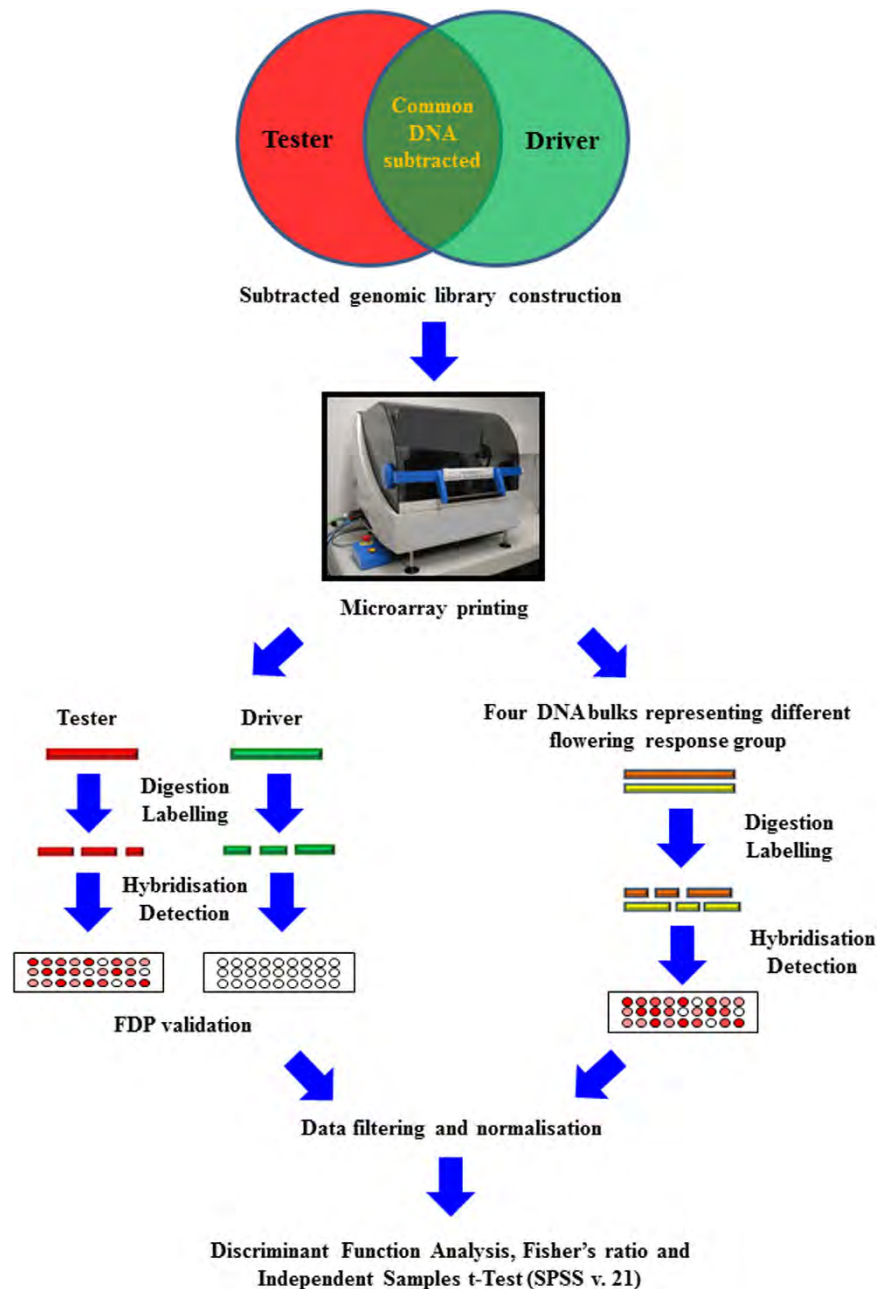 Common
DNA
subtracted
Tester
Driver
Subtracted genomic library construction
Microarray printing
Tester
Driver
Digestion
Labelling
Hybridisation
Detection
FDP validation
Four DNA bulks representing different
flowering response group
Digestion
Labelling
Hybridisation
Detection
Data filtering and normalisation
Discriminant Function Analysis, Fisher's ratio and
Independent Samples t-Test (SPSS v. 21)